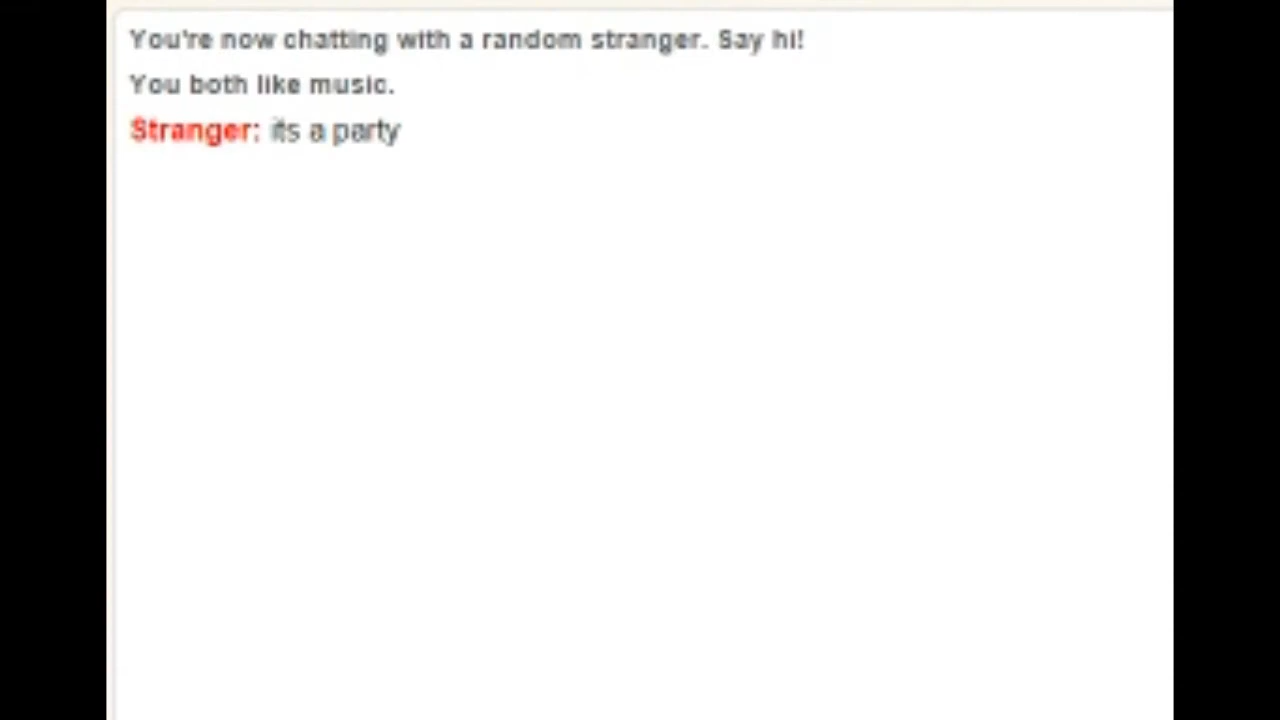 You're now chatting with a random stranger. Say hi!
You both like music.
Stranger: its a party